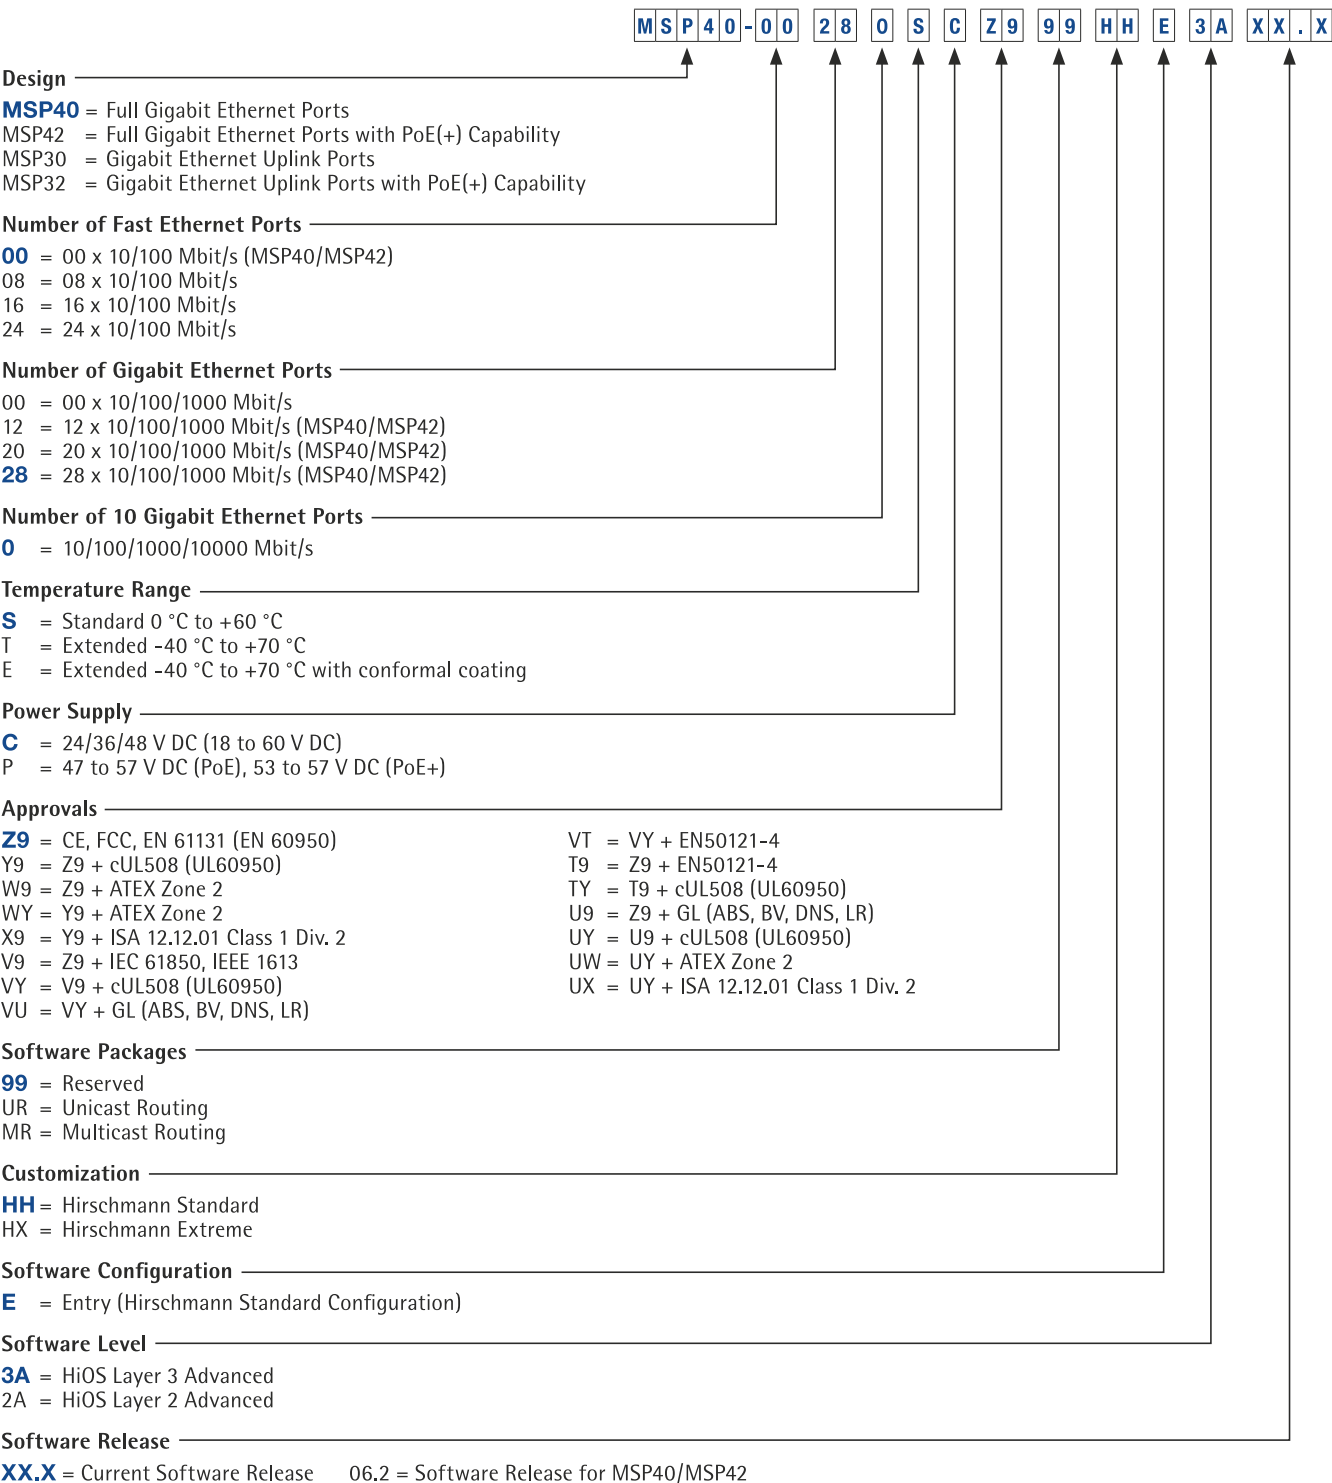 MSP40-00 28 0 S C Z9 99 HH E 3A XX.X
Design
MSP40 = Full Gigabit Ethernet Ports
MSP42 = Full Gigabit Ethernet Ports with PoE(+) Capability
MSP30 = Gigabit Ethernet Uplink Ports
MSP32 = Gigabit Ethernet Uplink Ports with PoE(+) Capability
Number of Fast Ethernet Ports
00 = 00 x 10/100 Mbit/s (MSP40/MSP42)
08 = 08 x 10/100 Mbit/s
16 = 16 x 10/100 Mbit/s
24 = 24 x 10/100 Mbit/s
Number of Gigabit Ethernet Ports
00 = 00 x 10/100/1000 Mbit/s
12 = 12 x 10/100/1000 Mbit/s (MSP40/MSP42)
20 = 20 x 10/100/1000 Mbit/s (MSP40/MSP42)
28 = 28 x 10/100/1000 Mbit/s (MSP40/MSP42)
Number of 10 Gigabit Ethernet Ports
0 = 10/100/1000/10000 Mbit/s
Temperature Range
S = Standard 0 °C to +60 °C
T = Extended -40 °C to +70 °C
E = Extended -40 °C to +70 °C with conformal coating
Power Supply
C = 24/36/48 V DC (18 to 60 V DC)
P = 47 to 57 V DC (PoE), 53 to 57 V DC (PoE+)
Approvals
Z9 = CE, FCC, EN 61131 (EN 60950)
Y9 = Z9 + cUL508 (UL60950)
W9 = Z9 + ATEX Zone 2
WY = Y9 + ATEX Zone 2
X9 = Y9 + ISA 12.12.01 Class 1 Div. 2
V9 = Z9 + IEC 61850, IEEE 1613
VY = V9 + cUL508 (UL60950)
VU = VY + GL (ABS, BV, DNS, LR)
VT = VY + EN50121-4
T9 = Z9 + EN50121-4
TY = T9 + cUL508 (UL60950)
U9 = Z9 + GL (ABS, BV, DNS, LR)
UY = U9 + cUL508 (UL60950)
UW = UY + ATEX Zone 2
UX = UY + ISA 12.12.01 Class 1 Div. 2
Software Packages
99 = Reserved
UR = Unicast Routing
MR = Multicast Routing
Customization
HH = Hirschmann Standard
HX = Hirschmann Extreme
Software Configuration
E = Entry (Hirschmann Standard Configuration)
Software Level
3A = HiOS Layer 3 Advanced
2A = HiOS Layer 2 Advanced
Software Release
XX.X = Current Software Release 06.2 = Software Release for MSP40/MSP42